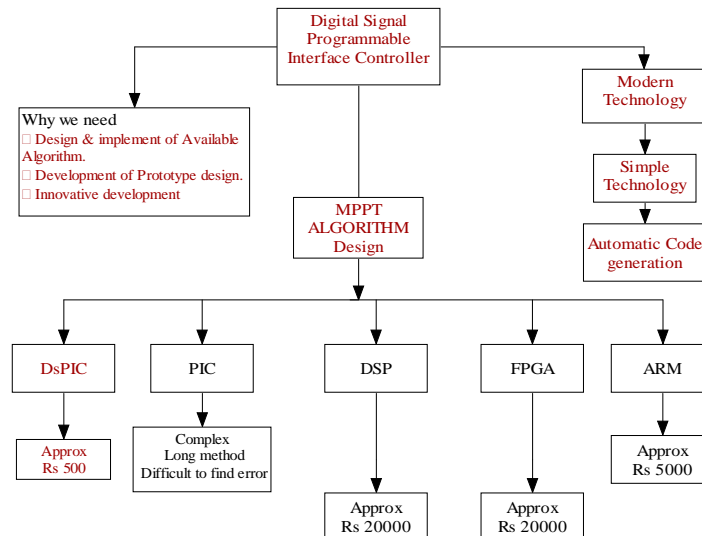 Digital Signal
Programmable
Interface Controller
Why we need
□ Design & implement of Available
Algorithm.
□ Development of Prototype design.
□ Innovative development
Modern
Technology
Simple
Technology
Automatic Code
generation
MPPT
ALGORITHM
Design
DsPIC
PIC
DSP
FPGA
ARM
Approx
Rs 500
Complex
Long method
Difficult to find error
Approx
Rs 20000
Approx
Rs 20000
Approx
Rs 5000